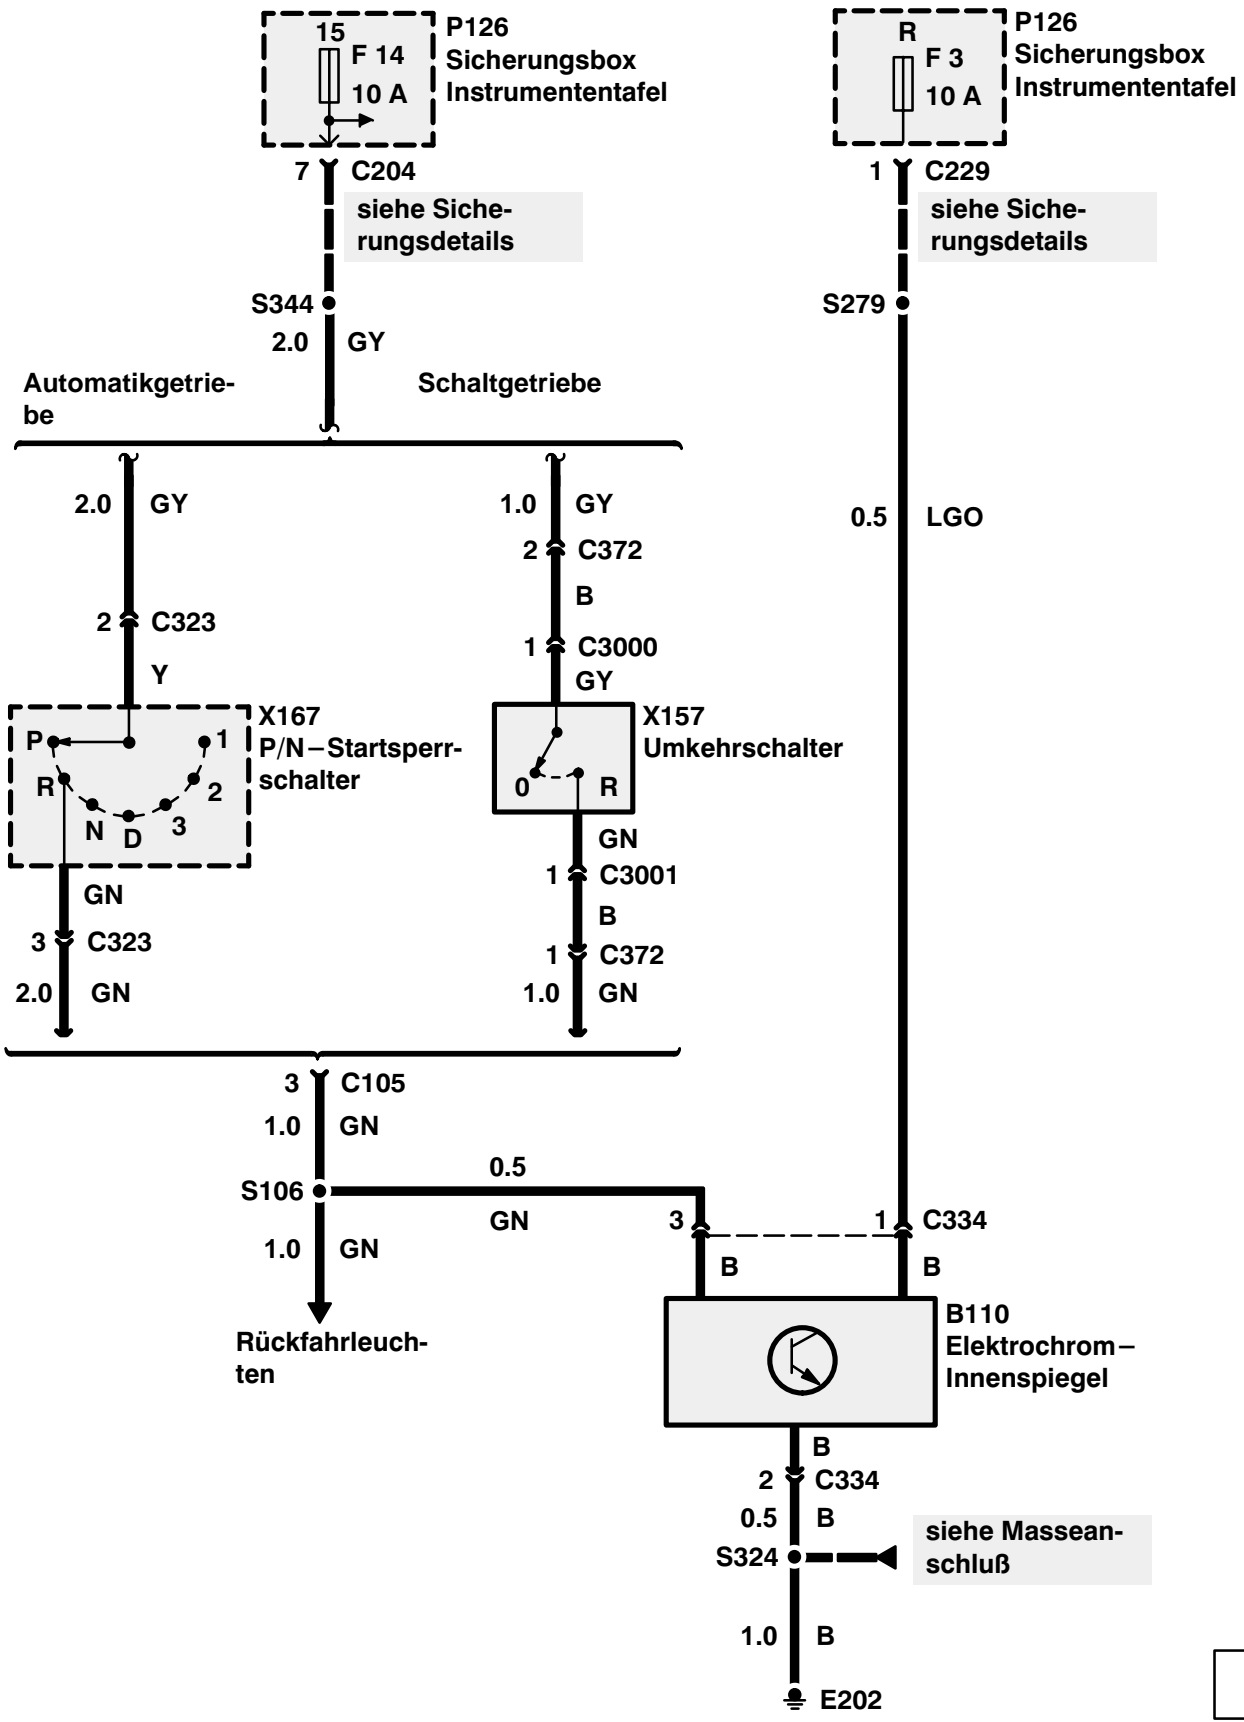 15
F 14
10 A
P126
Sicherungsbox
Instrumententafel
R
F 3
10 A
P126
Sicherungsbox
Instrumententafel
7 C204
siehe Siche-
rungsdetails
1 C229
siehe Siche-
rungsdetails
S344
S279
2.0 GY
Automatikgetrie-
be
Schaltgetriebe
2.0 GY
1.0 GY
0.5 LGO
2 C372
B
2 C323
1 C3000
Y
GY
X167
P/N–Startsperr-
schalter
P
R
N
D
3
2
1
X157
Umkehrschalter
0
R
GN
GN
1 C3001
B
3 C323
1 C372
2.0 GN
1.0 GN
3 C105
1.0 GN
0.5
S106
GN
3
1 C334
1.0 GN
B
B
Rückfahrleuch-
ten
B110
Elektrochrom–
Innenspiegel
B
2 C334
0.5 B
siehe Massean-
schluß
S324
1.0 B
E202